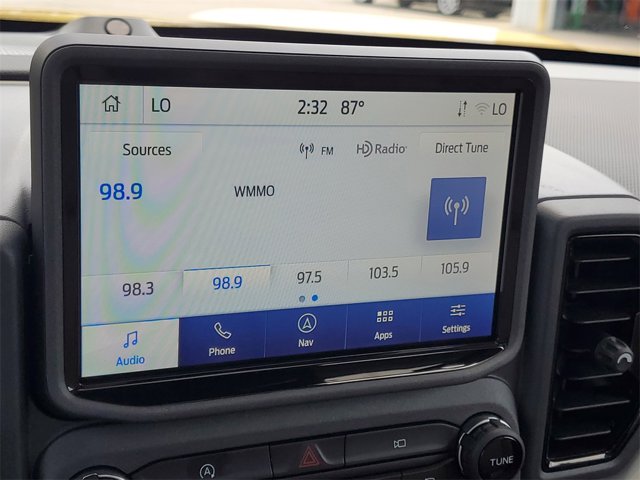 LO 2:32 87° LO
Sources FM HD Radio Direct Tune
98.9 WMMO
98.3 98.9 97.5 103.5 105.9
Audio Phone Nav Apps Settings
A
TUNE